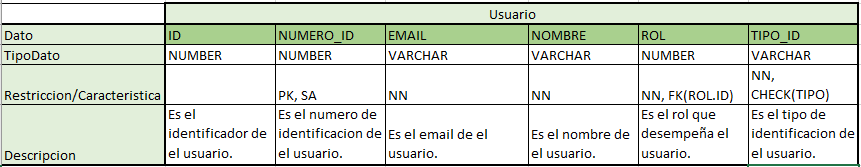 Usuario
Dato ID NUMERO_ID EMAIL NOMBRE ROL TIPO_ID
TipoDato NUMBER NUMBER VARCHAR VARCHAR NUMBER VARCHAR
NN,
Restriccion/Caracteristica PK, SA NN NN NN, FK(ROL.ID) CHECK(TIPO)
Es el Es el numero de Es el rol que Es el tipo de
identificador de identificacion de Es el email de el Es el nombre de desempeña el identificacion de
Descripcion el usuario. el usuario. usuario. el usuario. usuario. el usuario.